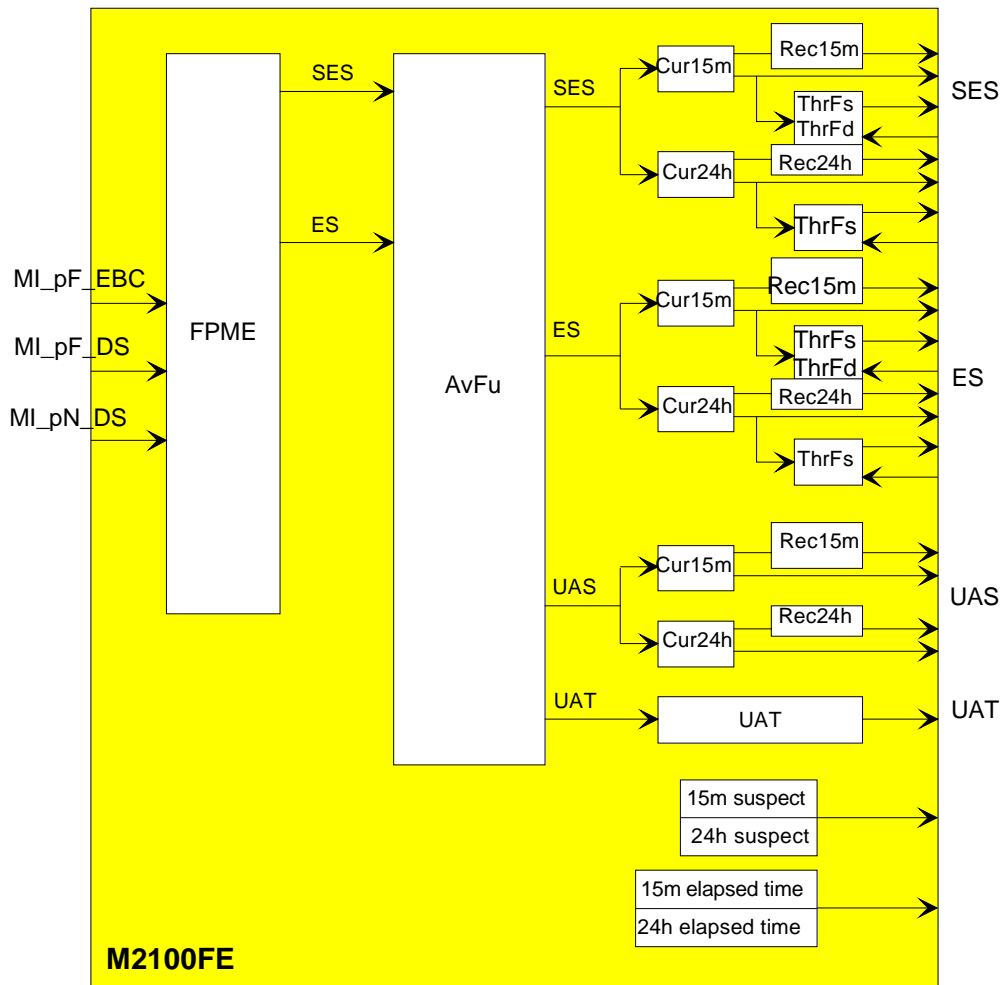 SES
SES
Cur15m
Rec15m
ThrFs
ThrFd
SES
Cur24h
Rec24h
ThrFs
ES
MI_pF_EBC
MI_pF_DS
MI_pN_DS
FPME
AvFu
ES
Cur15m
Rec15m
ThrFs
ThrFd
ES
Cur24h
Rec24h
ThrFs
UAS
Cur15m
Rec15m
UAS
Cur24h
Rec24h
UAT
UAT
UAT
15m suspect
24h suspect
15m elapsed time
24h elapsed time
M2100FE